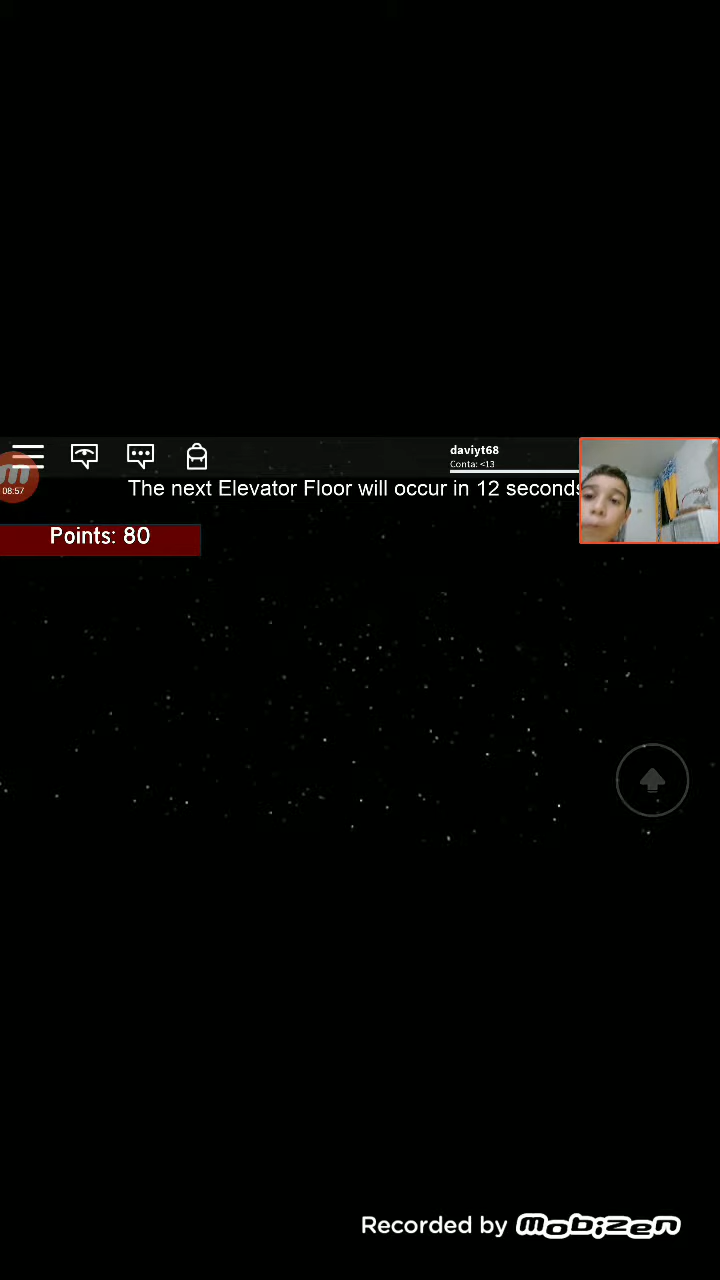 daviyt68
Conta: <13
08:57
The next Elevator Floor will occur in 12 seconds
Points: 80
Recorded by mobizen